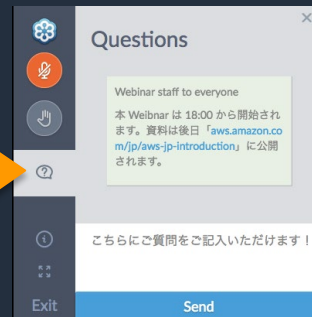 Questions
Webinar staff to everyone
本 Weibnar は 18:00 から開始され
ます。資料は後日「aws.amazon.co
m/jp/aws-jp-introduction」に公開
されます。
こちらにご質問をご記入いただけます！
Exit
Send